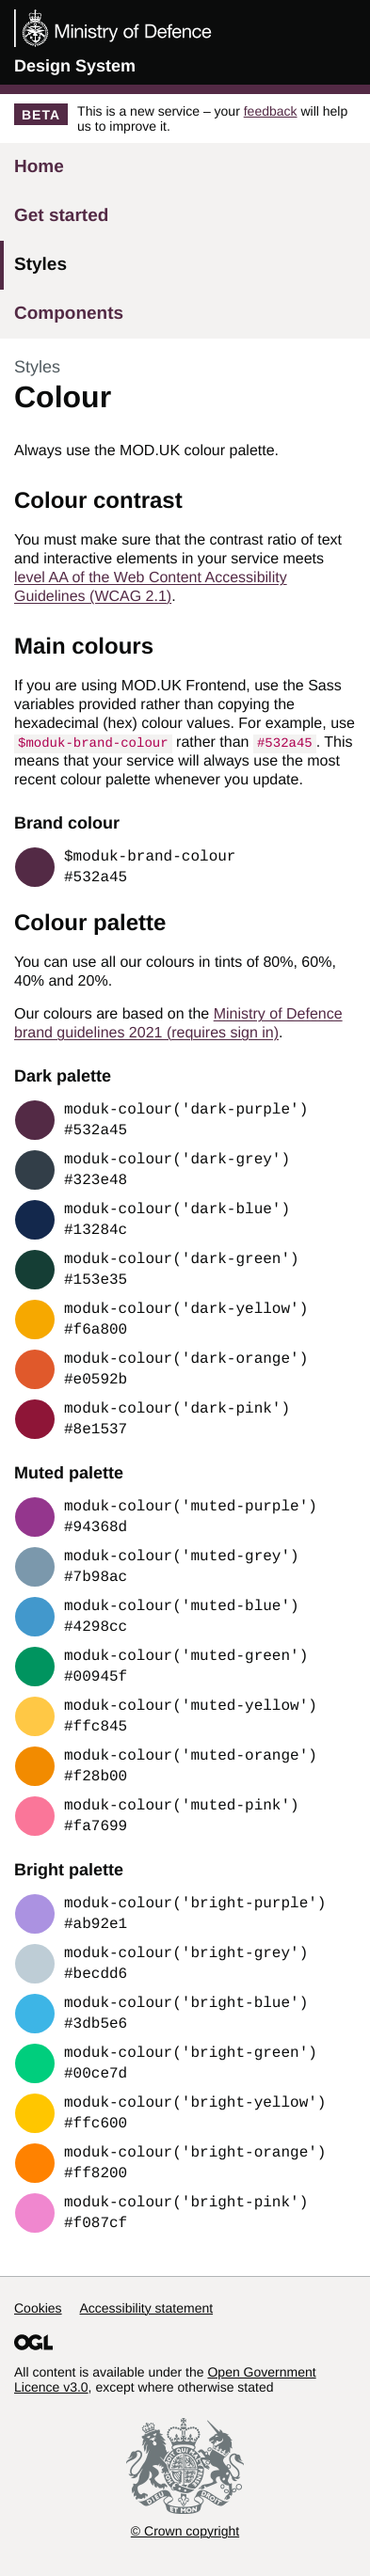 Ministry of Defence
Design System
BETA
This is a new service – your feedback will help
us to improve it.
Home
Get started
Styles
Components
Styles
Colour
Always use the MOD.UK colour palette.
Colour contrast
You must make sure that the contrast ratio of text
and interactive elements in your service meets
level AA of the Web Content Accessibility
Guidelines (WCAG 2.1).
Main colours
If you are using MOD.UK Frontend, use the Sass
variables provided rather than copying the
hexadecimal (hex) colour values. For example, use
$moduk-brand-colour rather than #532a45. This
means that your service will always use the most
recent colour palette whenever you update.
Brand colour
$moduk-brand-colour
#532a45
Colour palette
You can use all our colours in tints of 80%, 60%,
40% and 20%.
Our colours are based on the Ministry of Defence
brand guidelines 2021 (requires sign in).
Dark palette
moduk-colour('dark-purple')
#532a45
moduk-colour('dark-grey')
#323e48
moduk-colour('dark-blue')
#13284c
moduk-colour('dark-green')
#153e35
moduk-colour('dark-yellow')
#f6a800
moduk-colour('dark-orange')
#e0592b
moduk-colour('dark-pink')
#8e1537
Muted palette
moduk-colour('muted-purple')
#94368d
moduk-colour('muted-grey')
#7b98ac
moduk-colour('muted-blue')
#4298cc
moduk-colour('muted-green')
#00945f
moduk-colour('muted-yellow')
#ffc845
moduk-colour('muted-orange')
#f28b00
moduk-colour('muted-pink')
#fa7699
Bright palette
moduk-colour('bright-purple')
#ab92e1
moduk-colour('bright-grey')
#becdd6
moduk-colour('bright-blue')
#3db5e6
moduk-colour('bright-green')
#00ce7d
moduk-colour('bright-yellow')
#ffc600
moduk-colour('bright-orange')
#ff8200
moduk-colour('bright-pink')
#f087cf
Cookies Accessibility statement
OGL
All content is available under the Open Government
Licence v3.0, except where otherwise stated
DIEU ET MON
© Crown copyright